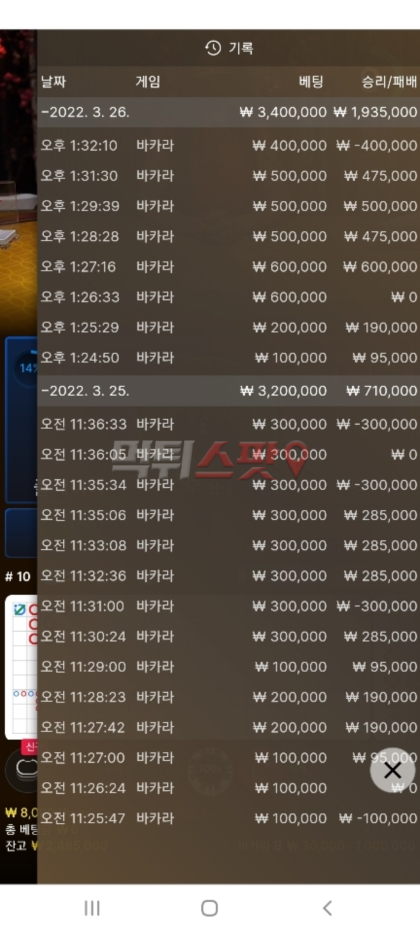 기록
날짜 게임 베팅 승리/패배
-2022. 3. 26. ₩ 3,400,000 ₩ 1,935,000
오후 1:32:10 바카라 ₩ 400,000 ₩ -400,000
오후 1:31:30 바카라 ₩ 500,000 ₩ 475,000
오후 1:29:39 바카라 ₩ 500,000 ₩ 500,000
오후 1:28:28 바카라 ₩ 500,000 ₩ 475,000
오후 1:27:16 바카라 ₩ 600,000 ₩ 600,000
오후 1:26:33 바카라 ₩ 600,000 ₩ 0
오후 1:25:29 바카라 ₩ 200,000 ₩ 190,000
오후 1:24:50 바카라 ₩ 100,000 ₩ 95,000
14%
-2022. 3. 25. ₩ 3,200,000 ₩ 710,000
오전 11:36:33 바카라 ₩ 300,000 ₩ -300,000
먹튀스팟
오전 11:36:05 바카라 ₩ 300,000 ₩ 0
오전 11:35:34 바카라 ₩ 300,000 ₩ -300,000
오전 11:35:06 바카라 ₩ 300,000 ₩ 285,000
오전 11:33:08 바카라 ₩ 300,000 ₩ 285,000
오전 11:32:36 바카라 ₩ 300,000 ₩ 285,000
# 10
오전 11:31:00 바카라 ₩ 300,000 ₩ -300,000
오전 11:30:24 바카라 ₩ 300,000 ₩ 285,000
오전 11:29:00 바카라 ₩ 100,000 ₩ 95,000
오전 11:28:23 바카라 ₩ 200,000 ₩ 190,000
오전 11:27:42 바카라 ₩ 200,000 ₩ 190,000
오전 11:27:00 바카라 ₩ 100,000 ₩ 95,000
오전 11:26:24 바카라 ₩ 100,000 ₩ 0
오전 11:25:47 바카라 ₩ 100,000 ₩ -100,000
₩ 8,0
총 베팅
잔고 ₩